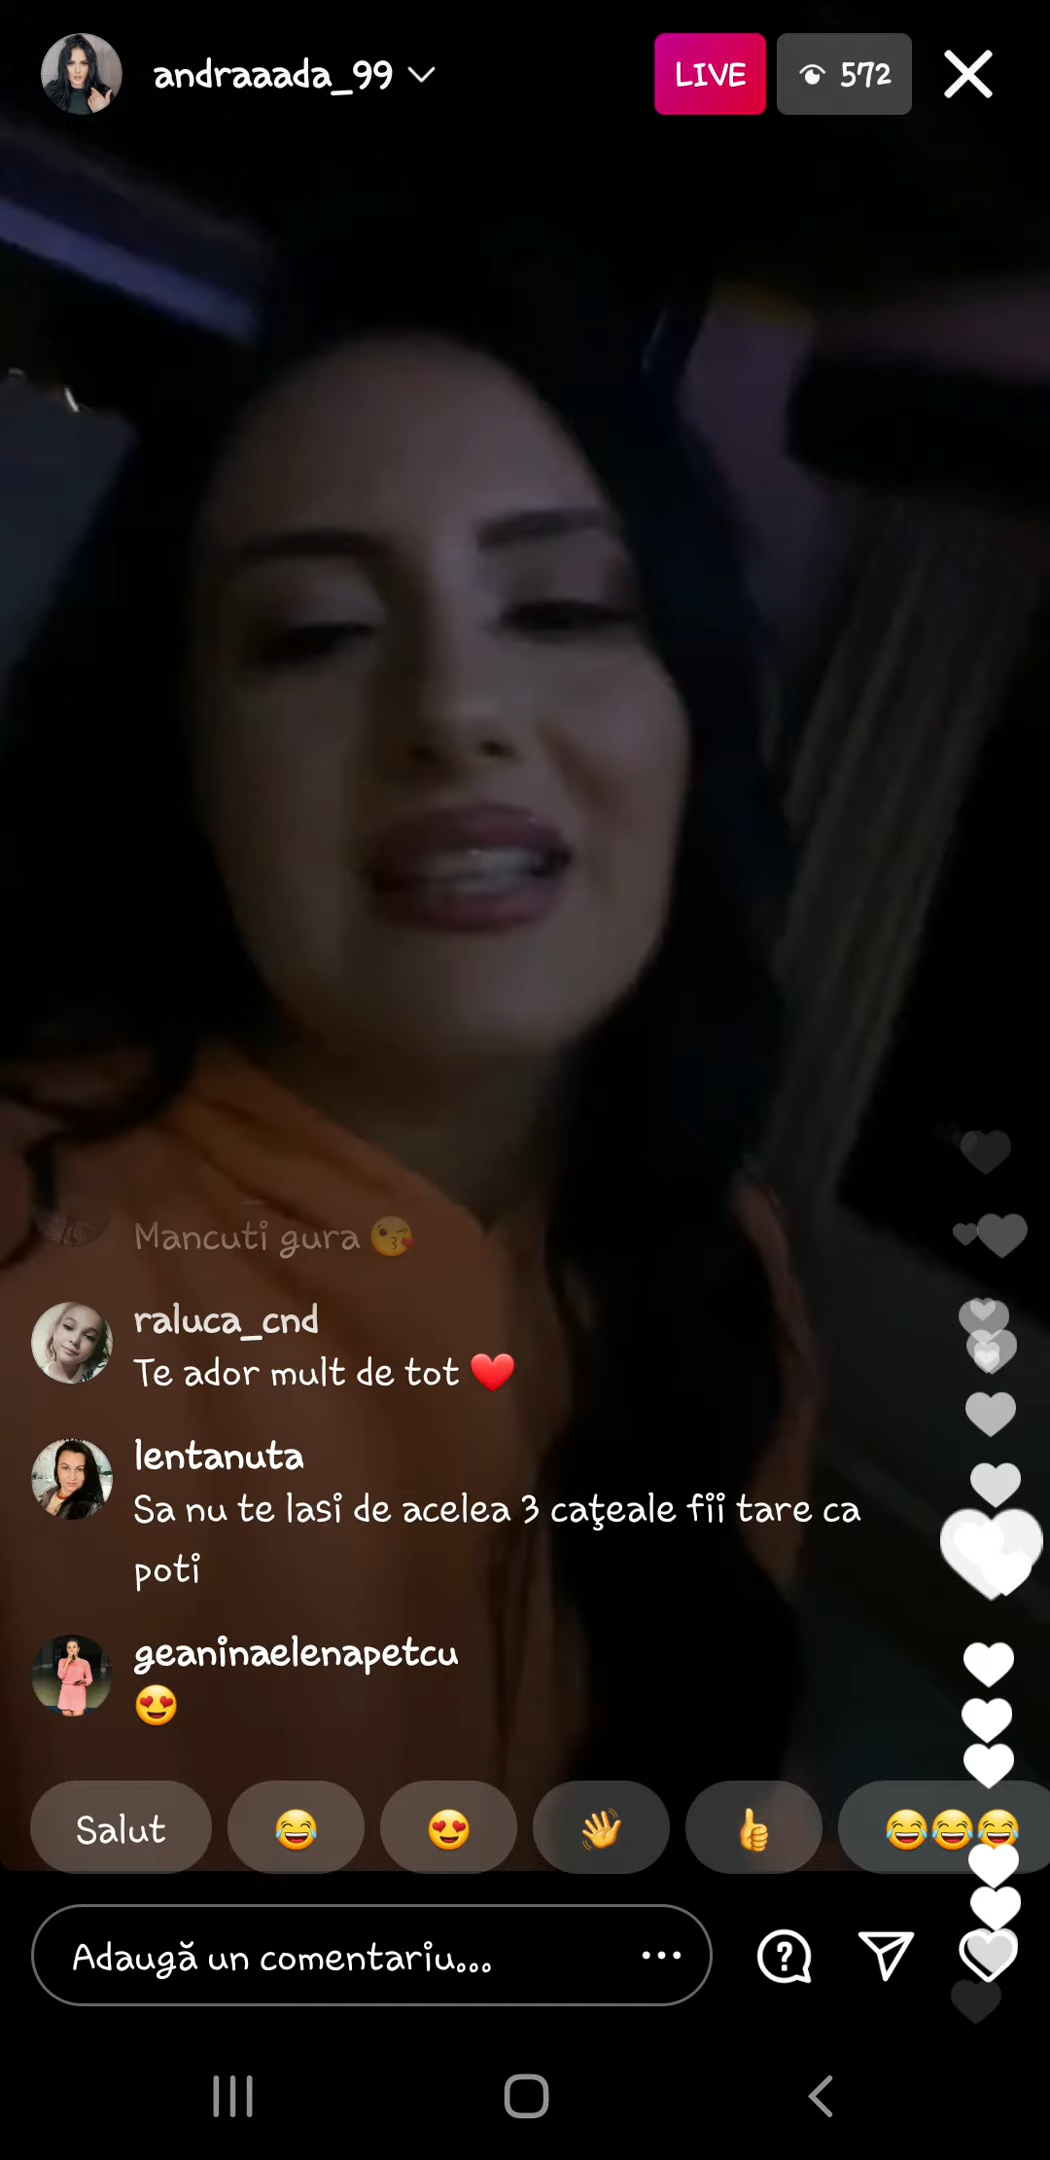 andraaada_99
LIVE
572
Mancuti gura 😘
raluca_cnd
Te ador mult de tot ❤️
lentanuta
Sa nu te lasi de acelea 3 caţeale fii tare ca
poti
geaninaelenapetcu
😍
Salut 😂 😍 👋 👍 😂😂😂
Adaugă un comentariu...